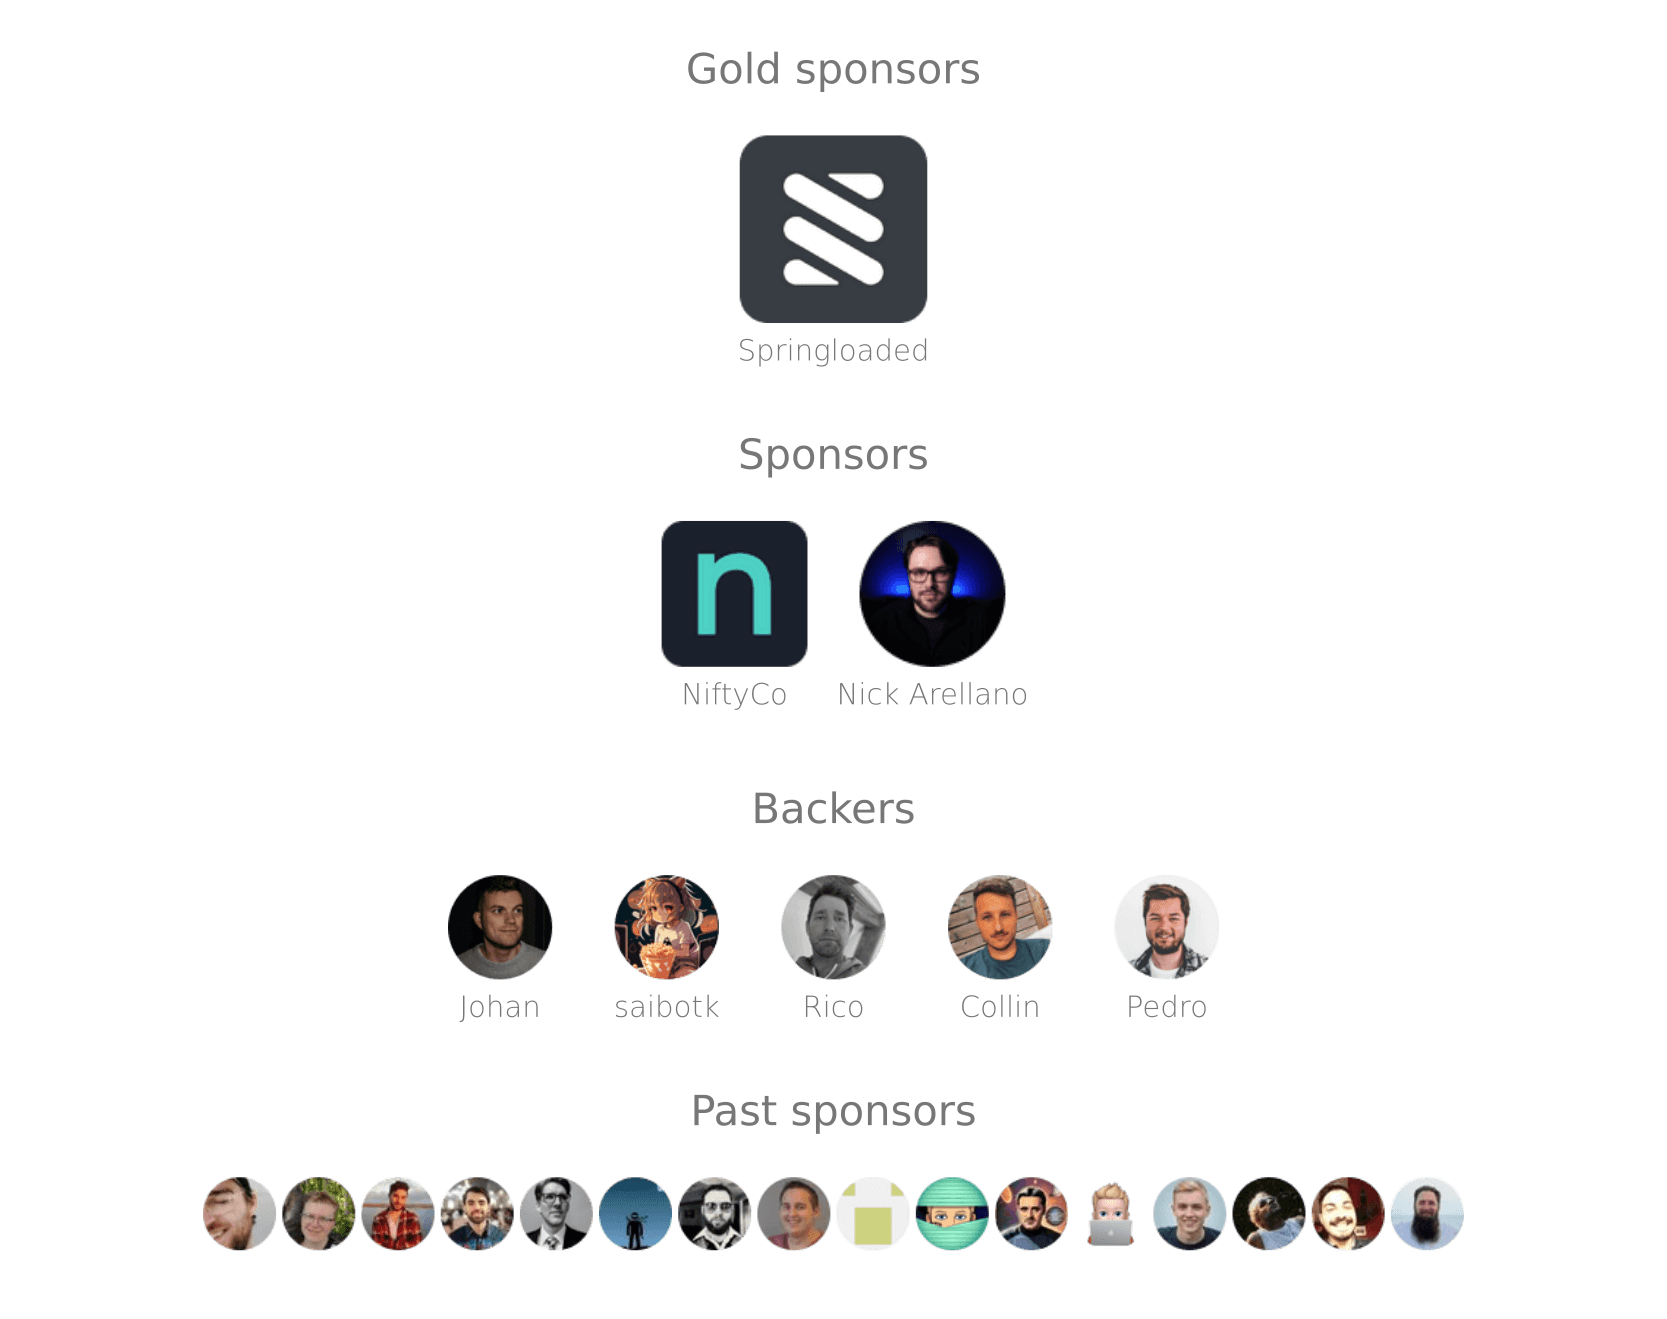 Gold sponsors
Springloaded
Sponsors
n
NiftyCo
Nick Arellano
Backers
Johan
saibotk
Rico
Collin
Pedro
Past sponsors